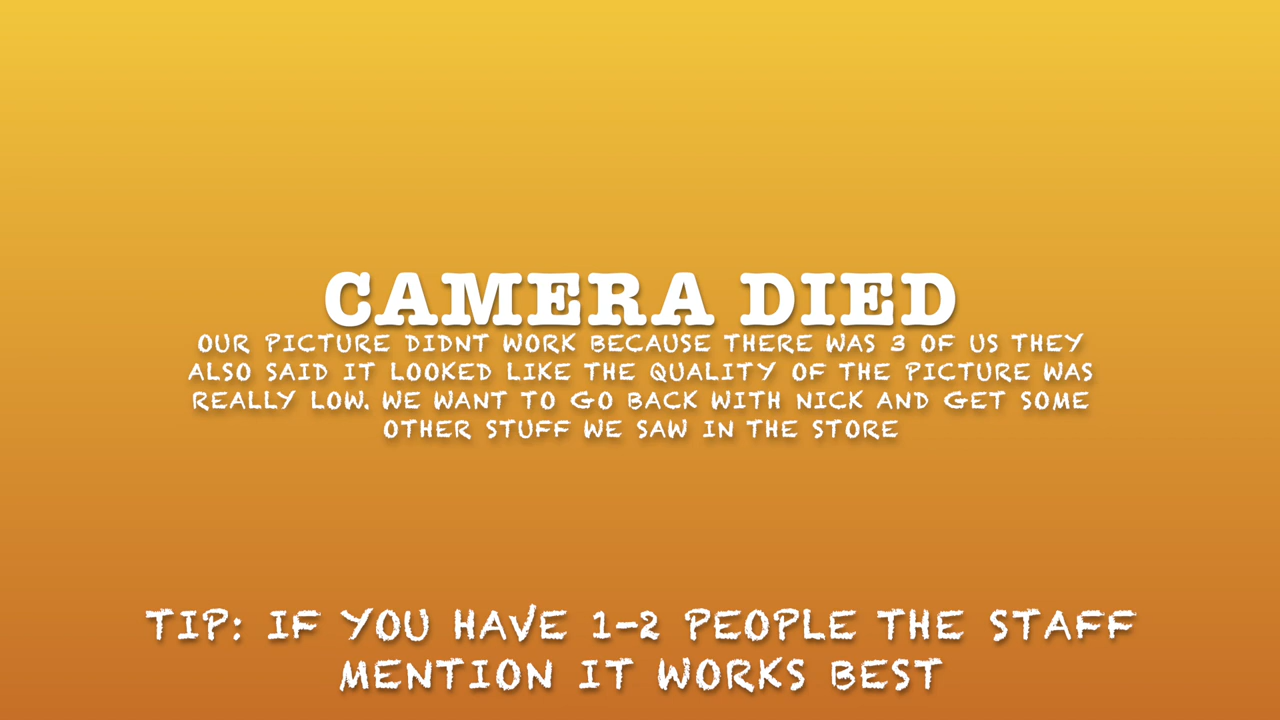 CAMERA DIED
OUR PICTURE DIDNT WORK BECAUSE THERE WAS 3 OF US THEY
ALSO SAID IT LOOKED LIKE THE QUALITY OF THE PICTURE WAS
REALLY LOW. WE WANT TO GO BACK WITH NICK AND GET SOME
OTHER STUFF WE SAW IN THE STORE
TIP: IF YOU HAVE 1-2 PEOPLE THE STAFF
MENTION IT WORKS BEST